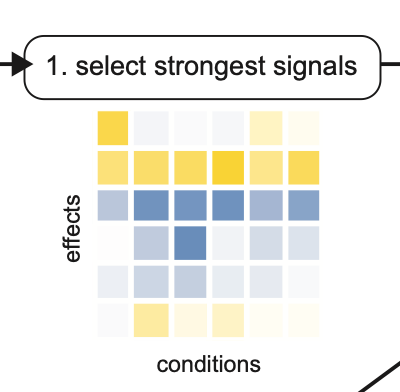 1. select strongest signals
effects
conditions